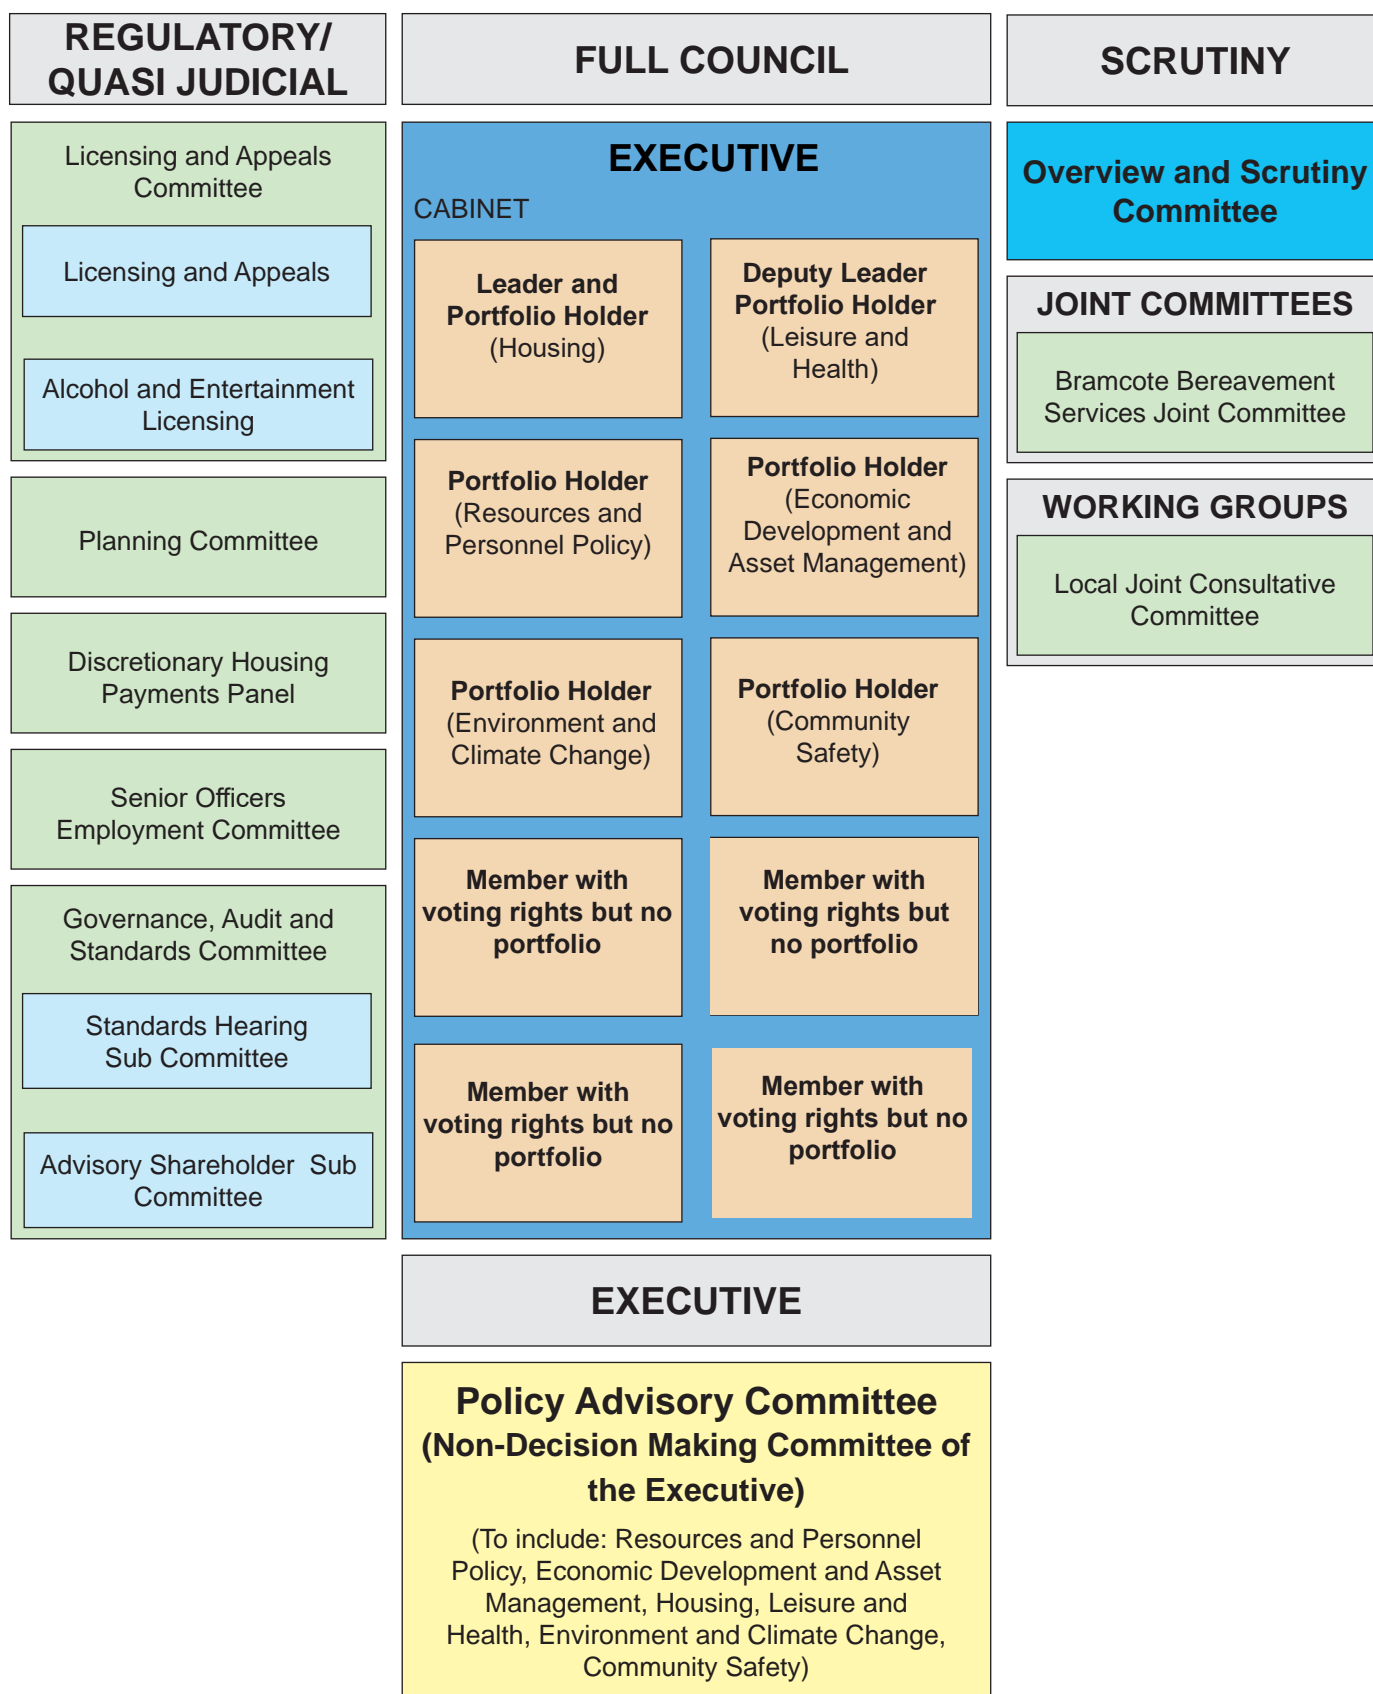 REGULATORY/
QUASI JUDICIAL
Licensing and Appeals
Committee
Licensing and Appeals
Alcohol and Entertainment
Licensing
Planning Committee
Discretionary Housing
Payments Panel
Senior Officers
Employment Committee
Governance, Audit and
Standards Committee
Standards Hearing
Sub Committee
Advisory Shareholder Sub
Committee
FULL COUNCIL
EXECUTIVE
CABINET
Leader and
Portfolio Holder
(Housing)
Deputy Leader
Portfolio Holder
(Leisure and
Health)
Portfolio Holder
(Resources and
Personnel Policy)
Portfolio Holder
(Economic
Development and
Asset Management)
Portfolio Holder
(Environment and
Climate Change)
Portfolio Holder
(Community
Safety)
Member with
voting rights but no
portfolio
Member with
voting rights but
no portfolio
Member with
voting rights but no
portfolio
Member with
voting rights but no
portfolio
EXECUTIVE
Policy Advisory Committee
(Non-Decision Making Committee of
the Executive)
(To include: Resources and Personnel
Policy, Economic Development and Asset
Management, Housing, Leisure and
Health, Environment and Climate Change,
Community Safety)
SCRUTINY
Overview and Scrutiny
Committee
JOINT COMMITTEES
Bramcote Bereavement
Services Joint Committee
WORKING GROUPS
Local Joint Consultative
Committee